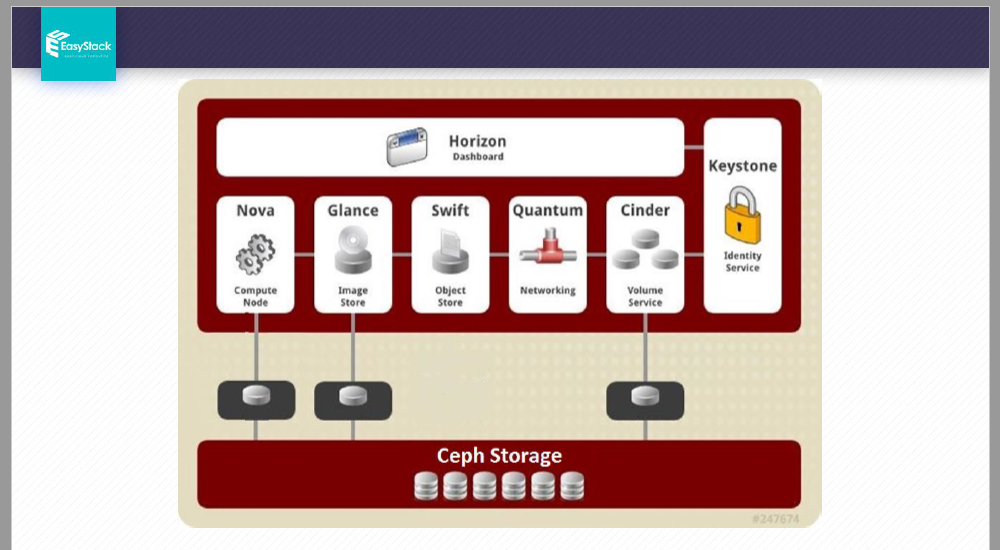 EasyStack
Horizon
Dashboard
Keystone
Identity
Service
Nova
Compute
Node
Glance
Image
Store
Swift
Object
Store
Quantum
Networking
Cinder
Volume
Service
Ceph Storage
#247674